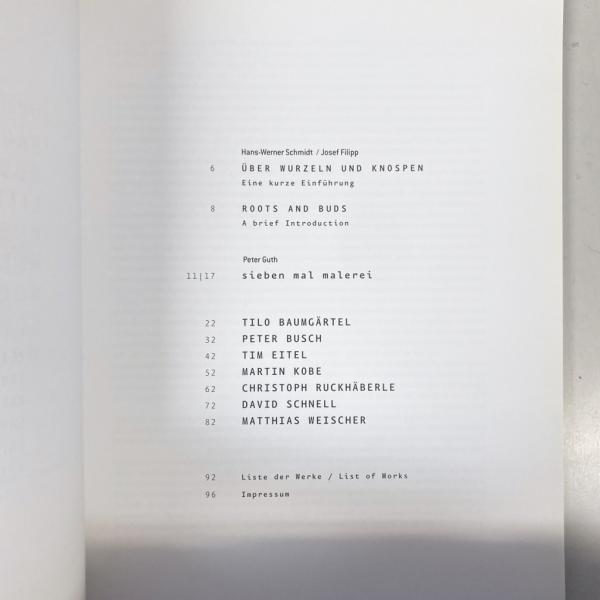 Hans-Werner Schmidt / Josef Filipp
6 ÜBER WURZELN UND KNOSPEN
Eine kurze Einführung
8 ROOTS AND BUDS
A brief Introduction
Peter Guth
11|17 sieben mal malerei
22 TILO BAUMGÄRTEL
32 PETER BUSCH
42 TIM EITEL
52 MARTIN KOBE
62 CHRISTOPH RUCKHÄBERLE
72 DAVID SCHNELL
82 MATTHIAS WEISCHER
92 Liste der Werke / List of Works
96 Impressum